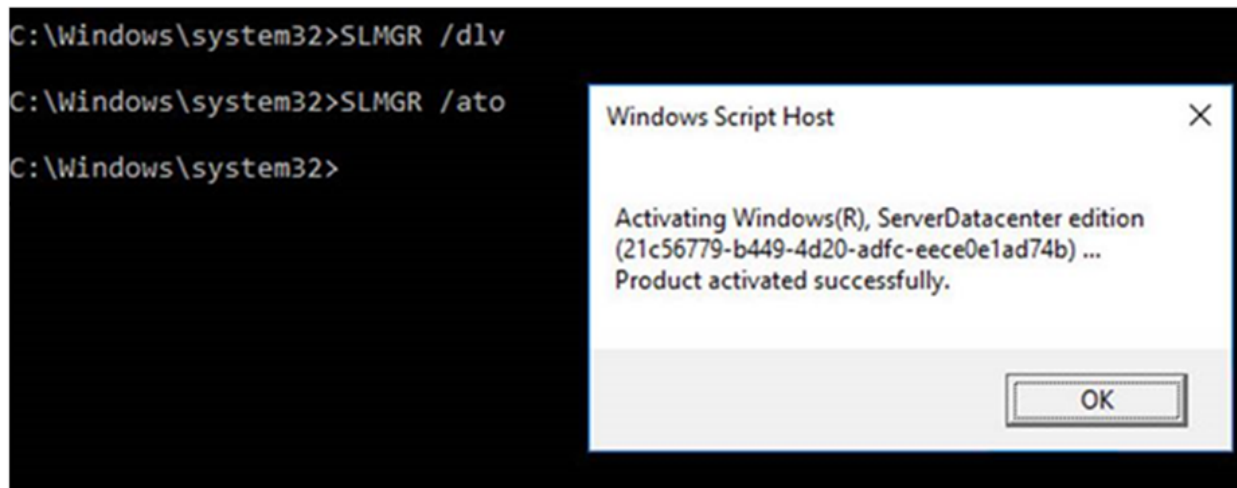 C:\Windows\system32>SLMGR /dlv
C:\Windows\system32>SLMGR /ato
C:\Windows\system32>
Windows Script Host
Activating Windows(R), ServerDatacenter edition
(21c56779-b449-4d20-adfc-eece0e1ad74b) ...
Product activated successfully.
OK